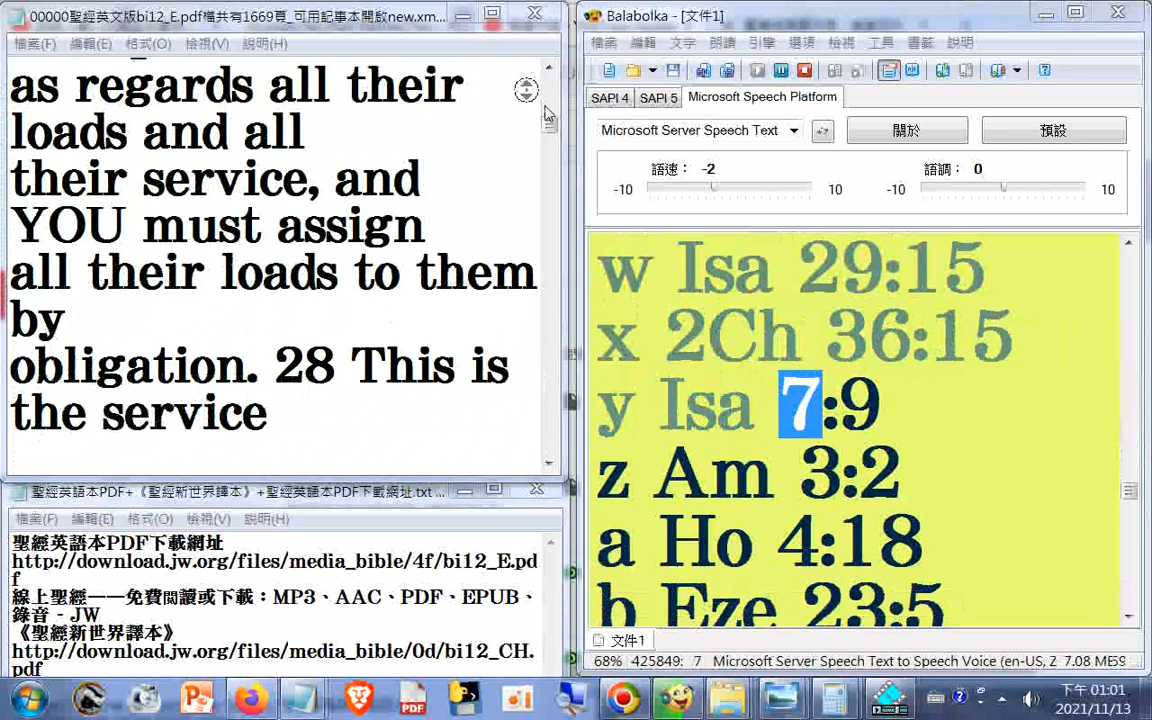 00000聖經英文版bi12_E.pdf檔共有1669頁_可用記事本開啟new.xm...
檔案(F) 編輯(E) 格式(O) 檢視(V) 說明(H)
as regards all their
loads and all
their service, and
YOU must assign
all their loads to them
by
obligation. 28 This is
the service
聖經英語本PDF+《聖經新世界譯本》+聖經英語本PDF下載網址.txt ...
檔案(F) 編輯(E) 格式(O) 檢視(V) 說明(H)
聖經英語本PDF下載網址
http://download.jw.org/files/media_bible/4f/bi12_E.pd
f
線上聖經——免費閱讀或下載：MP3、AAC、PDF、EPUB、
錄音 - JW
《聖經新世界譯本》
http://download.jw.org/files/media_bible/0d/bi12_CH.
pdf
Balabolka - [文件1]
檔案 編輯 文字 朗讀 引擎 選項 檢視 工具 書籤 說明
SAPI 4 SAPI 5 Microsoft Speech Platform
Microsoft Server Speech Text 關於 預設
語速： -2 語調： 0
-10 10 -10 10
w Isa 29:15
x 2Ch 36:15
y Isa 7:9
z Am 3:2
a Ho 4:18
b Eze 23:5
文件1
68% 425849: 7 Microsoft Server Speech Text to Speech Voice (en-US, Z 7.08 ME59
PDF
下午 01:01
2021/11/13